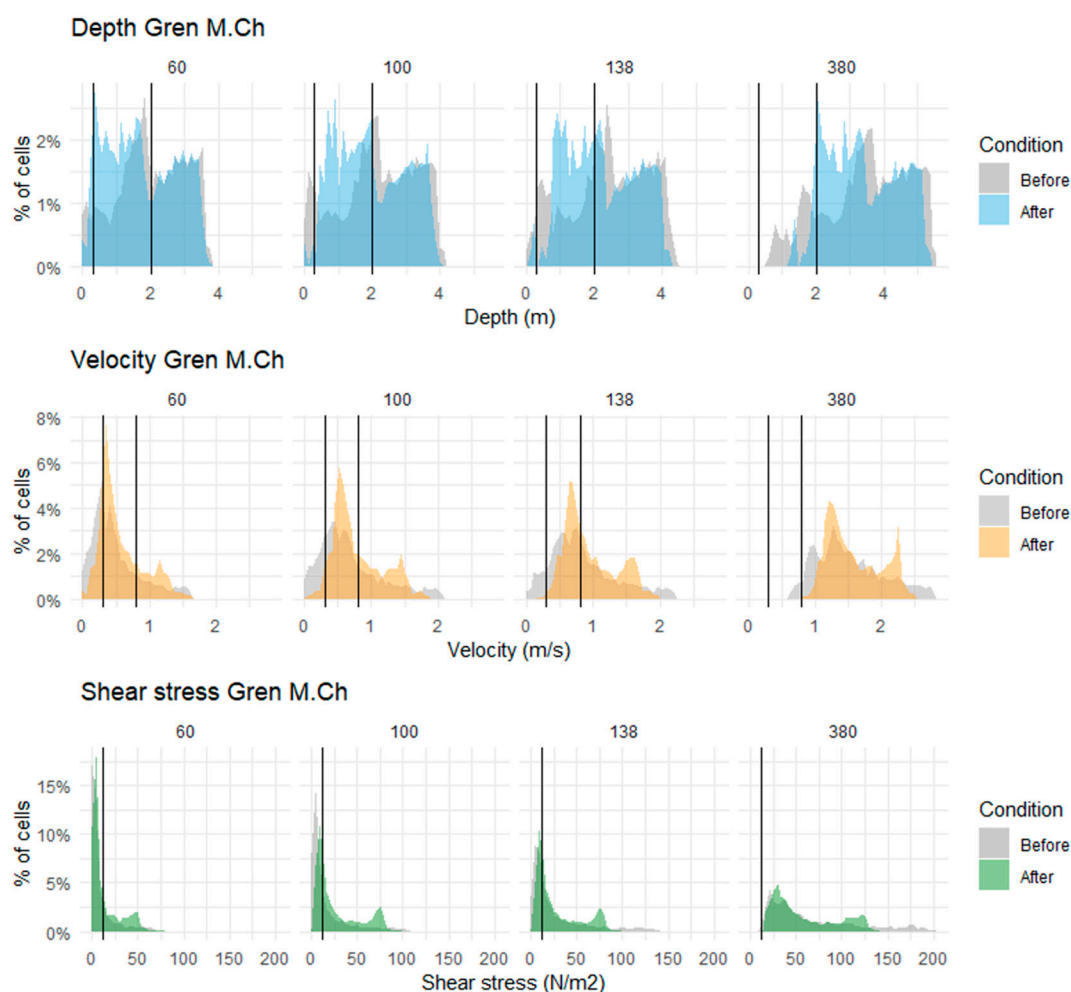 Depth Gren M.Ch
60 100 138 380
2%
1%
0%
% of cells
0 2 4 0 2 4 0 2 4 0 2 4
Depth (m)
Condition
Before
After
Velocity Gren M.Ch
60 100 138 380
8%
6%
4%
2%
0%
% of cells
0 1 2 0 1 2 0 1 2 0 1 2
Velocity (m/s)
Condition
Before
After
Shear stress Gren M.Ch
60 100 138 380
15%
10%
5%
0%
% of cells
0 50 100 150 200 0 50 100 150 200 0 50 100 150 200 0 50 100 150 200
Shear stress (N/m2)
Condition
Before
After